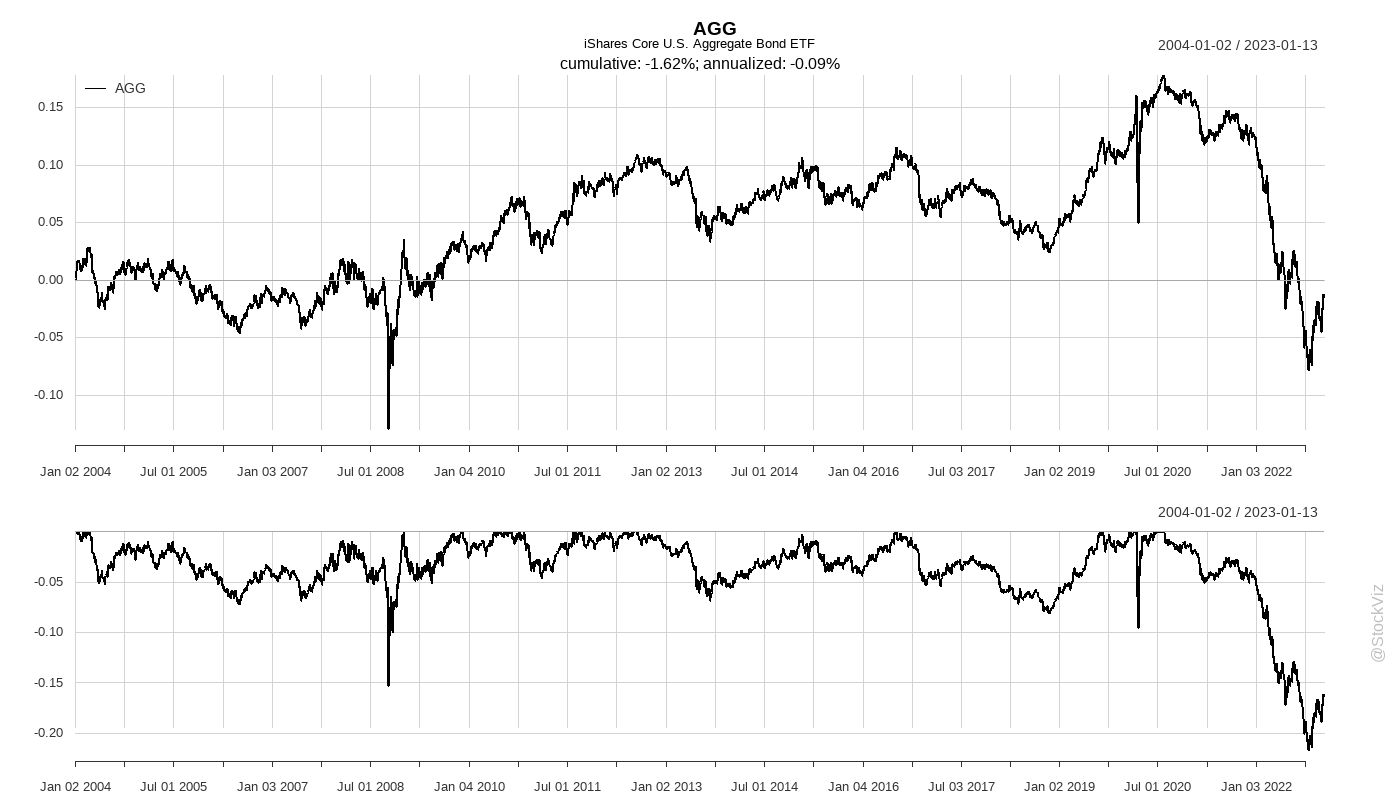 AGG
iShares Core U.S. Aggregate Bond ETF
2004-01-02 / 2023-01-13
cumulative: -1.62%; annualized: -0.09%
AGG
0.15
0.10
0.05
0.00
-0.05
-0.10
Jan 02 2004 Jul 01 2005 Jan 03 2007 Jul 01 2008 Jan 04 2010 Jul 01 2011 Jan 02 2013 Jul 01 2014 Jan 04 2016 Jul 03 2017 Jan 02 2019 Jul 01 2020 Jan 03 2022
2004-01-02 / 2023-01-13
-0.05
-0.10
-0.15
-0.20
Jan 02 2004 Jul 01 2005 Jan 03 2007 Jul 01 2008 Jan 04 2010 Jul 01 2011 Jan 02 2013 Jul 01 2014 Jan 04 2016 Jul 03 2017 Jan 02 2019 Jul 01 2020 Jan 03 2022
@StockViz